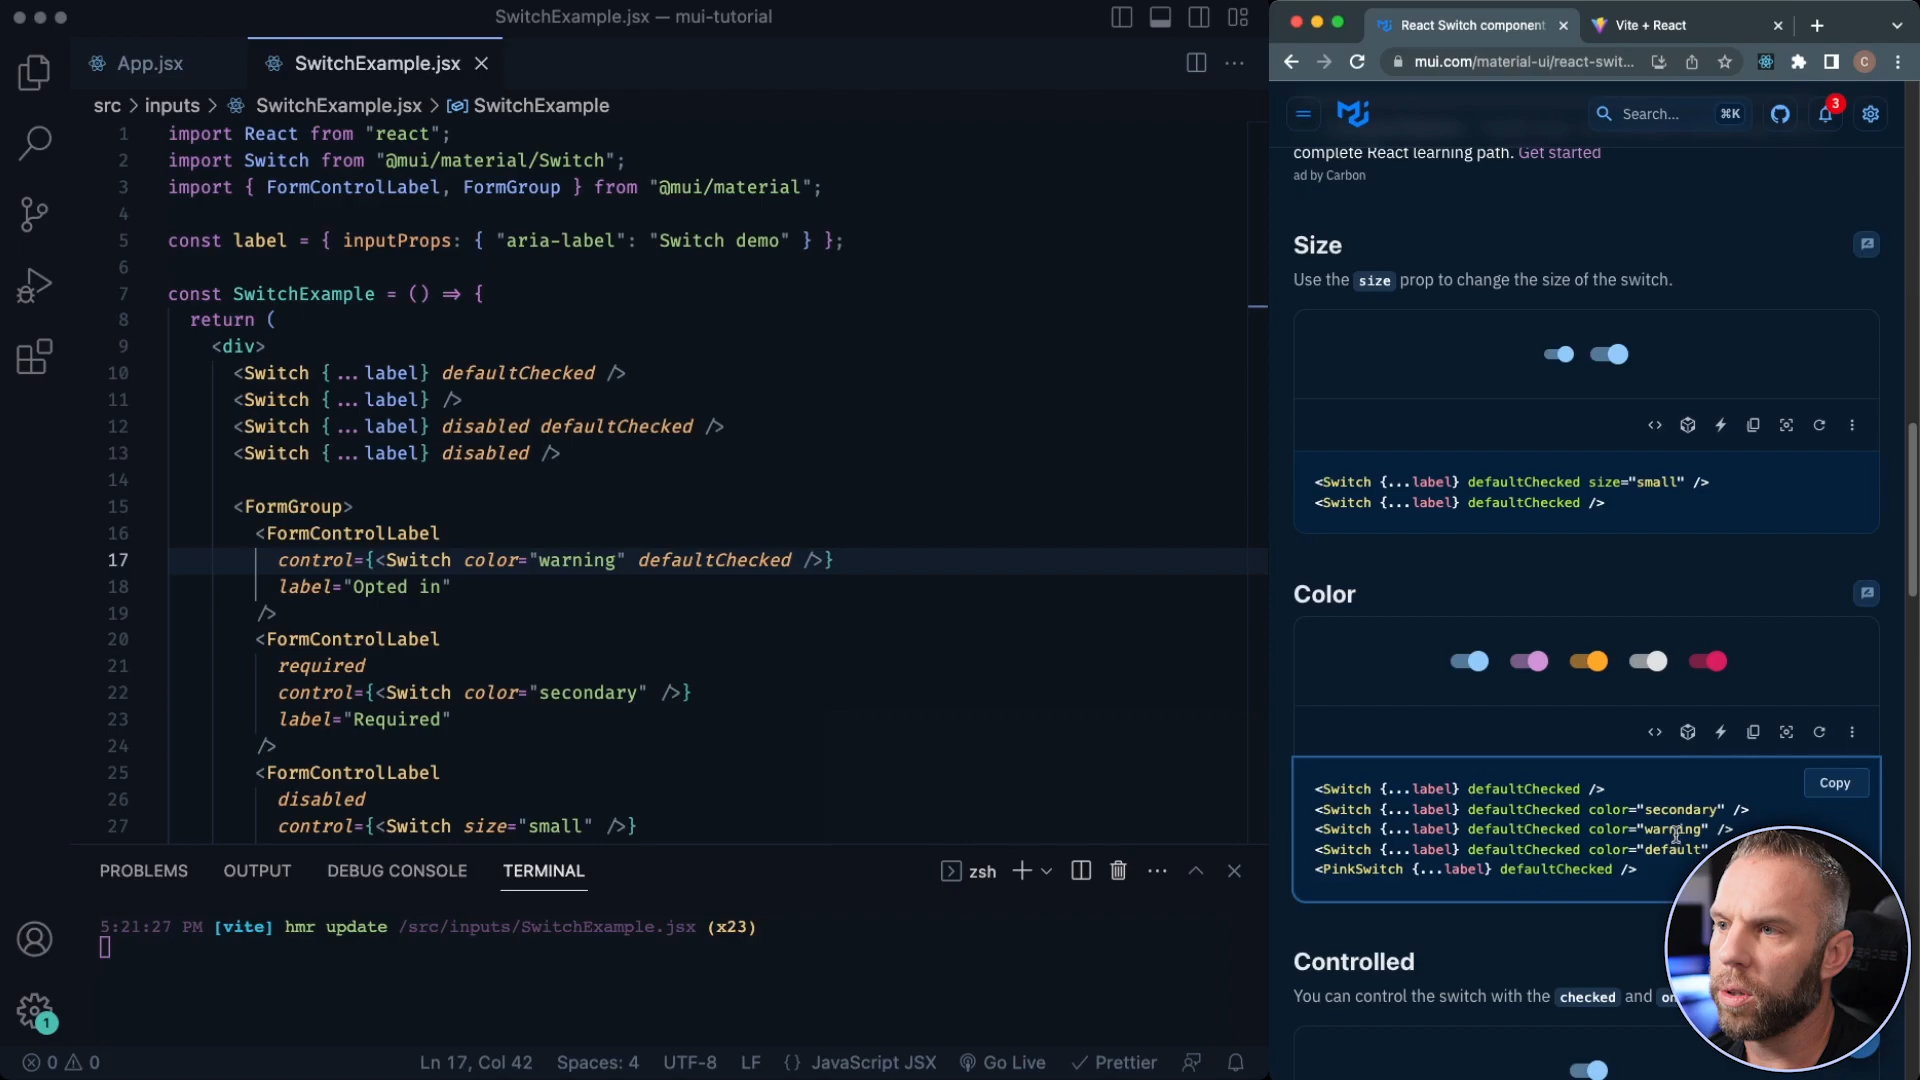 SwitchExample.jsx — mui-tutorial
App.jsx
SwitchExample.jsx
src > inputs > SwitchExample.jsx > SwitchExample
1 import React from "react";
2 import Switch from "@mui/material/Switch";
3 import { FormControlLabel, FormGroup } from "@mui/material";
4
5 const label = { inputProps: { "aria-label": "Switch demo" } };
6
7 const SwitchExample = () => {
8 return (
9 <div>
10 <Switch {...label} defaultChecked />
11 <Switch {...label} />
12 <Switch {...label} disabled defaultChecked />
13 <Switch {...label} disabled />
14
15 <FormGroup>
16 <FormControlLabel
17 control={<Switch color="warning" defaultChecked />}
18 label="Opted in"
19 />
20 <FormControlLabel
21 required
22 control={<Switch color="secondary" />}
23 label="Required"
24 />
25 <FormControlLabel
26 disabled
27 control={<Switch size="small" />}
PROBLEMS OUTPUT DEBUG CONSOLE TERMINAL
zsh
5:21:27 PM [vite] hmr update /src/inputs/SwitchExample.jsx (x23)
1
0 0
Ln 17, Col 42 Spaces: 4 UTF-8 LF {} JavaScript JSX Go Live Prettier
React Switch component
Vite + React
mui.com/material-ui/react-swit...
C
Search... ⌘K
3
complete React learning path. Get started
ad by Carbon
Size
Use the size prop to change the size of the switch.
<Switch {...label} defaultChecked size="small" />
<Switch {...label} defaultChecked />
Color
Copy
<Switch {...label} defaultChecked />
<Switch {...label} defaultChecked color="secondary" />
<Switch {...label} defaultChecked color="warning" />
<Switch {...label} defaultChecked color="default"
<PinkSwitch {...label} defaultChecked />
Controlled
You can control the switch with the checked and